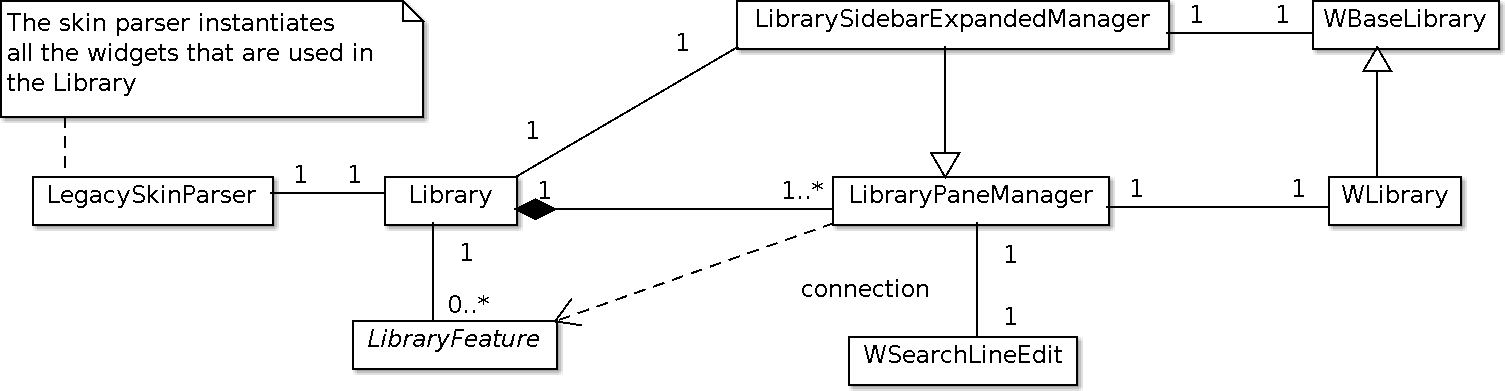 The skin parser instantiates
all the widgets that are used in
the Library
LibrarySidebarExpandedManager
1
1
WBaseLibrary
1
1
LegacySkinParser
1
1
Library
1
1..*
LibraryPaneManager
1
1
WLibrary
1
0..*
LibraryFeature
connection
1
1
WSearchLineEdit